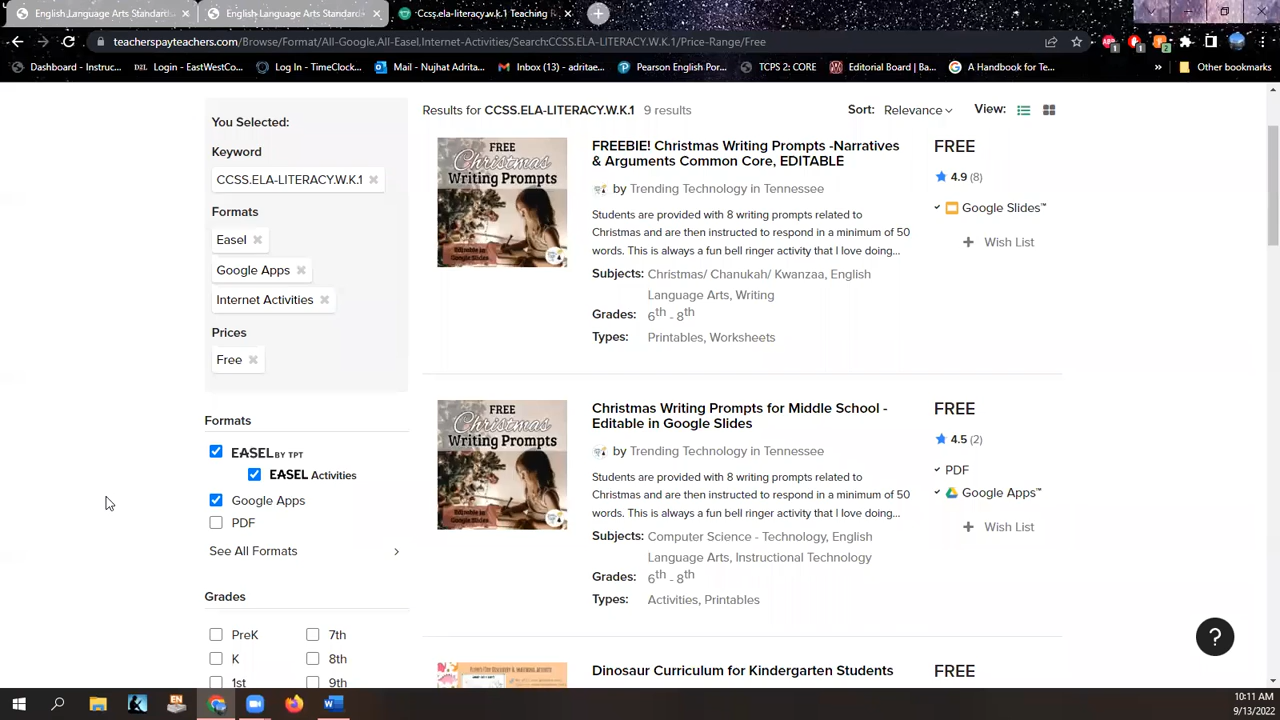 English Language Arts Standards
English Language Arts Standards
Ccss.ela-literacy.w.k.1 Teaching
teacherspayteachers.com/Browse/Format/All-Google,All-Easel,Internet-Activities/Search:CCSS.ELA-LITERACY.W.K.1/Price-Range/Free
Dashboard - Instruc... D2L Login - EastWestCo... Log In - TimeClock... Mail - Nujhat Adrita... Inbox (13) - adritae... Pearson English Por... TCPS 2: CORE Editorial Board | Ba... A Handbook for Te... » Other bookmarks
You Selected:
Keyword
CCSS.ELA-LITERACY.W.K.1
Formats
Easel
Google Apps
Internet Activities
Prices
Free
Formats
EASEL BY TPT
EASEL Activities
Google Apps
PDF
See All Formats
Grades
PreK 7th
K 8th
1st 9th
Results for CCSS.ELA-LITERACY.W.K.1 9 results
Sort: Relevance View:
FREE
Christmas
Writing Prompts
FREEBIE! Christmas Writing Prompts -Narratives
& Arguments Common Core, EDITABLE
by Trending Technology in Tennessee
Students are provided with 8 writing prompts related to
Christmas and are then instructed to respond in a minimum of 50
words. This is always a fun bell ringer activity that I love doing...
Subjects: Christmas/ Chanukah/ Kwanzaa, English
Language Arts, Writing
Grades: 6th - 8th
Types: Printables, Worksheets
FREE
4.9 (8)
Google Slides™
+ Wish List
FREE
Christmas
Writing Prompts
Christmas Writing Prompts for Middle School -
Editable in Google Slides
by Trending Technology in Tennessee
Students are provided with 8 writing prompts related to
Christmas and are then instructed to respond in a minimum of 50
words. This is always a fun bell ringer activity that I love doing...
Subjects: Computer Science - Technology, English
Language Arts, Instructional Technology
Grades: 6th - 8th
Types: Activities, Printables
FREE
4.5 (2)
PDF
Google Apps™
+ Wish List
Dinosaur Curriculum for Kindergarten Students
FREE
?
10:11 AM
9/13/2022